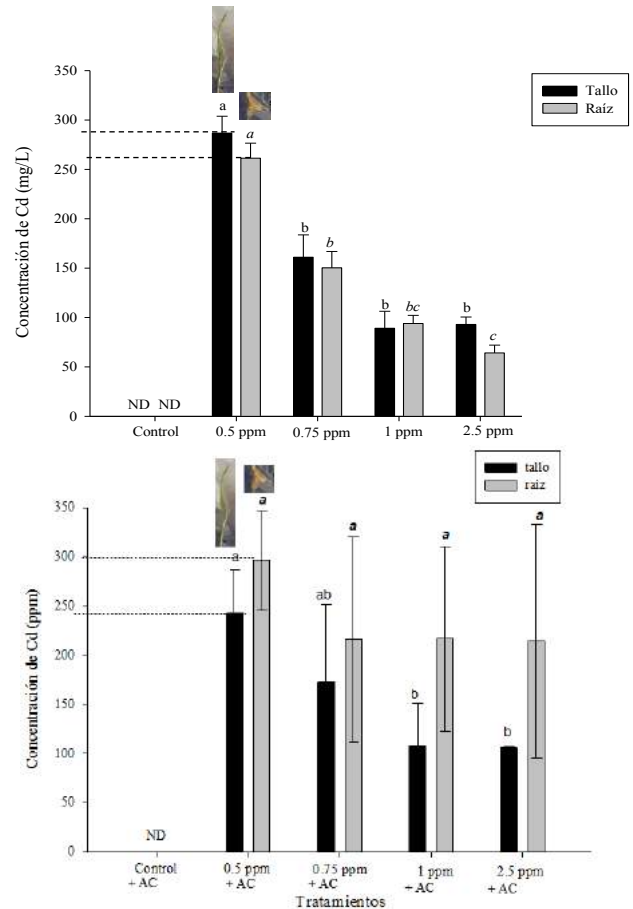 350
300
250
200
150
100
50
0
Concentración de Cd (mg/L)
Tallo
Raíz
a
a
b
b
b
bc
b
c
ND ND
Control
0.5 ppm
0.75 ppm
1 ppm
2.5 ppm
350
300
250
200
150
100
50
0
Concentración de Cd (ppm)
tallo
raíz
a
a
ab
a
b
a
b
a
ND
Control
+ AC
0.5 ppm
+ AC
0.75 ppm
+ AC
1 ppm
+ AC
2.5 ppm
+ AC
Tratamientos